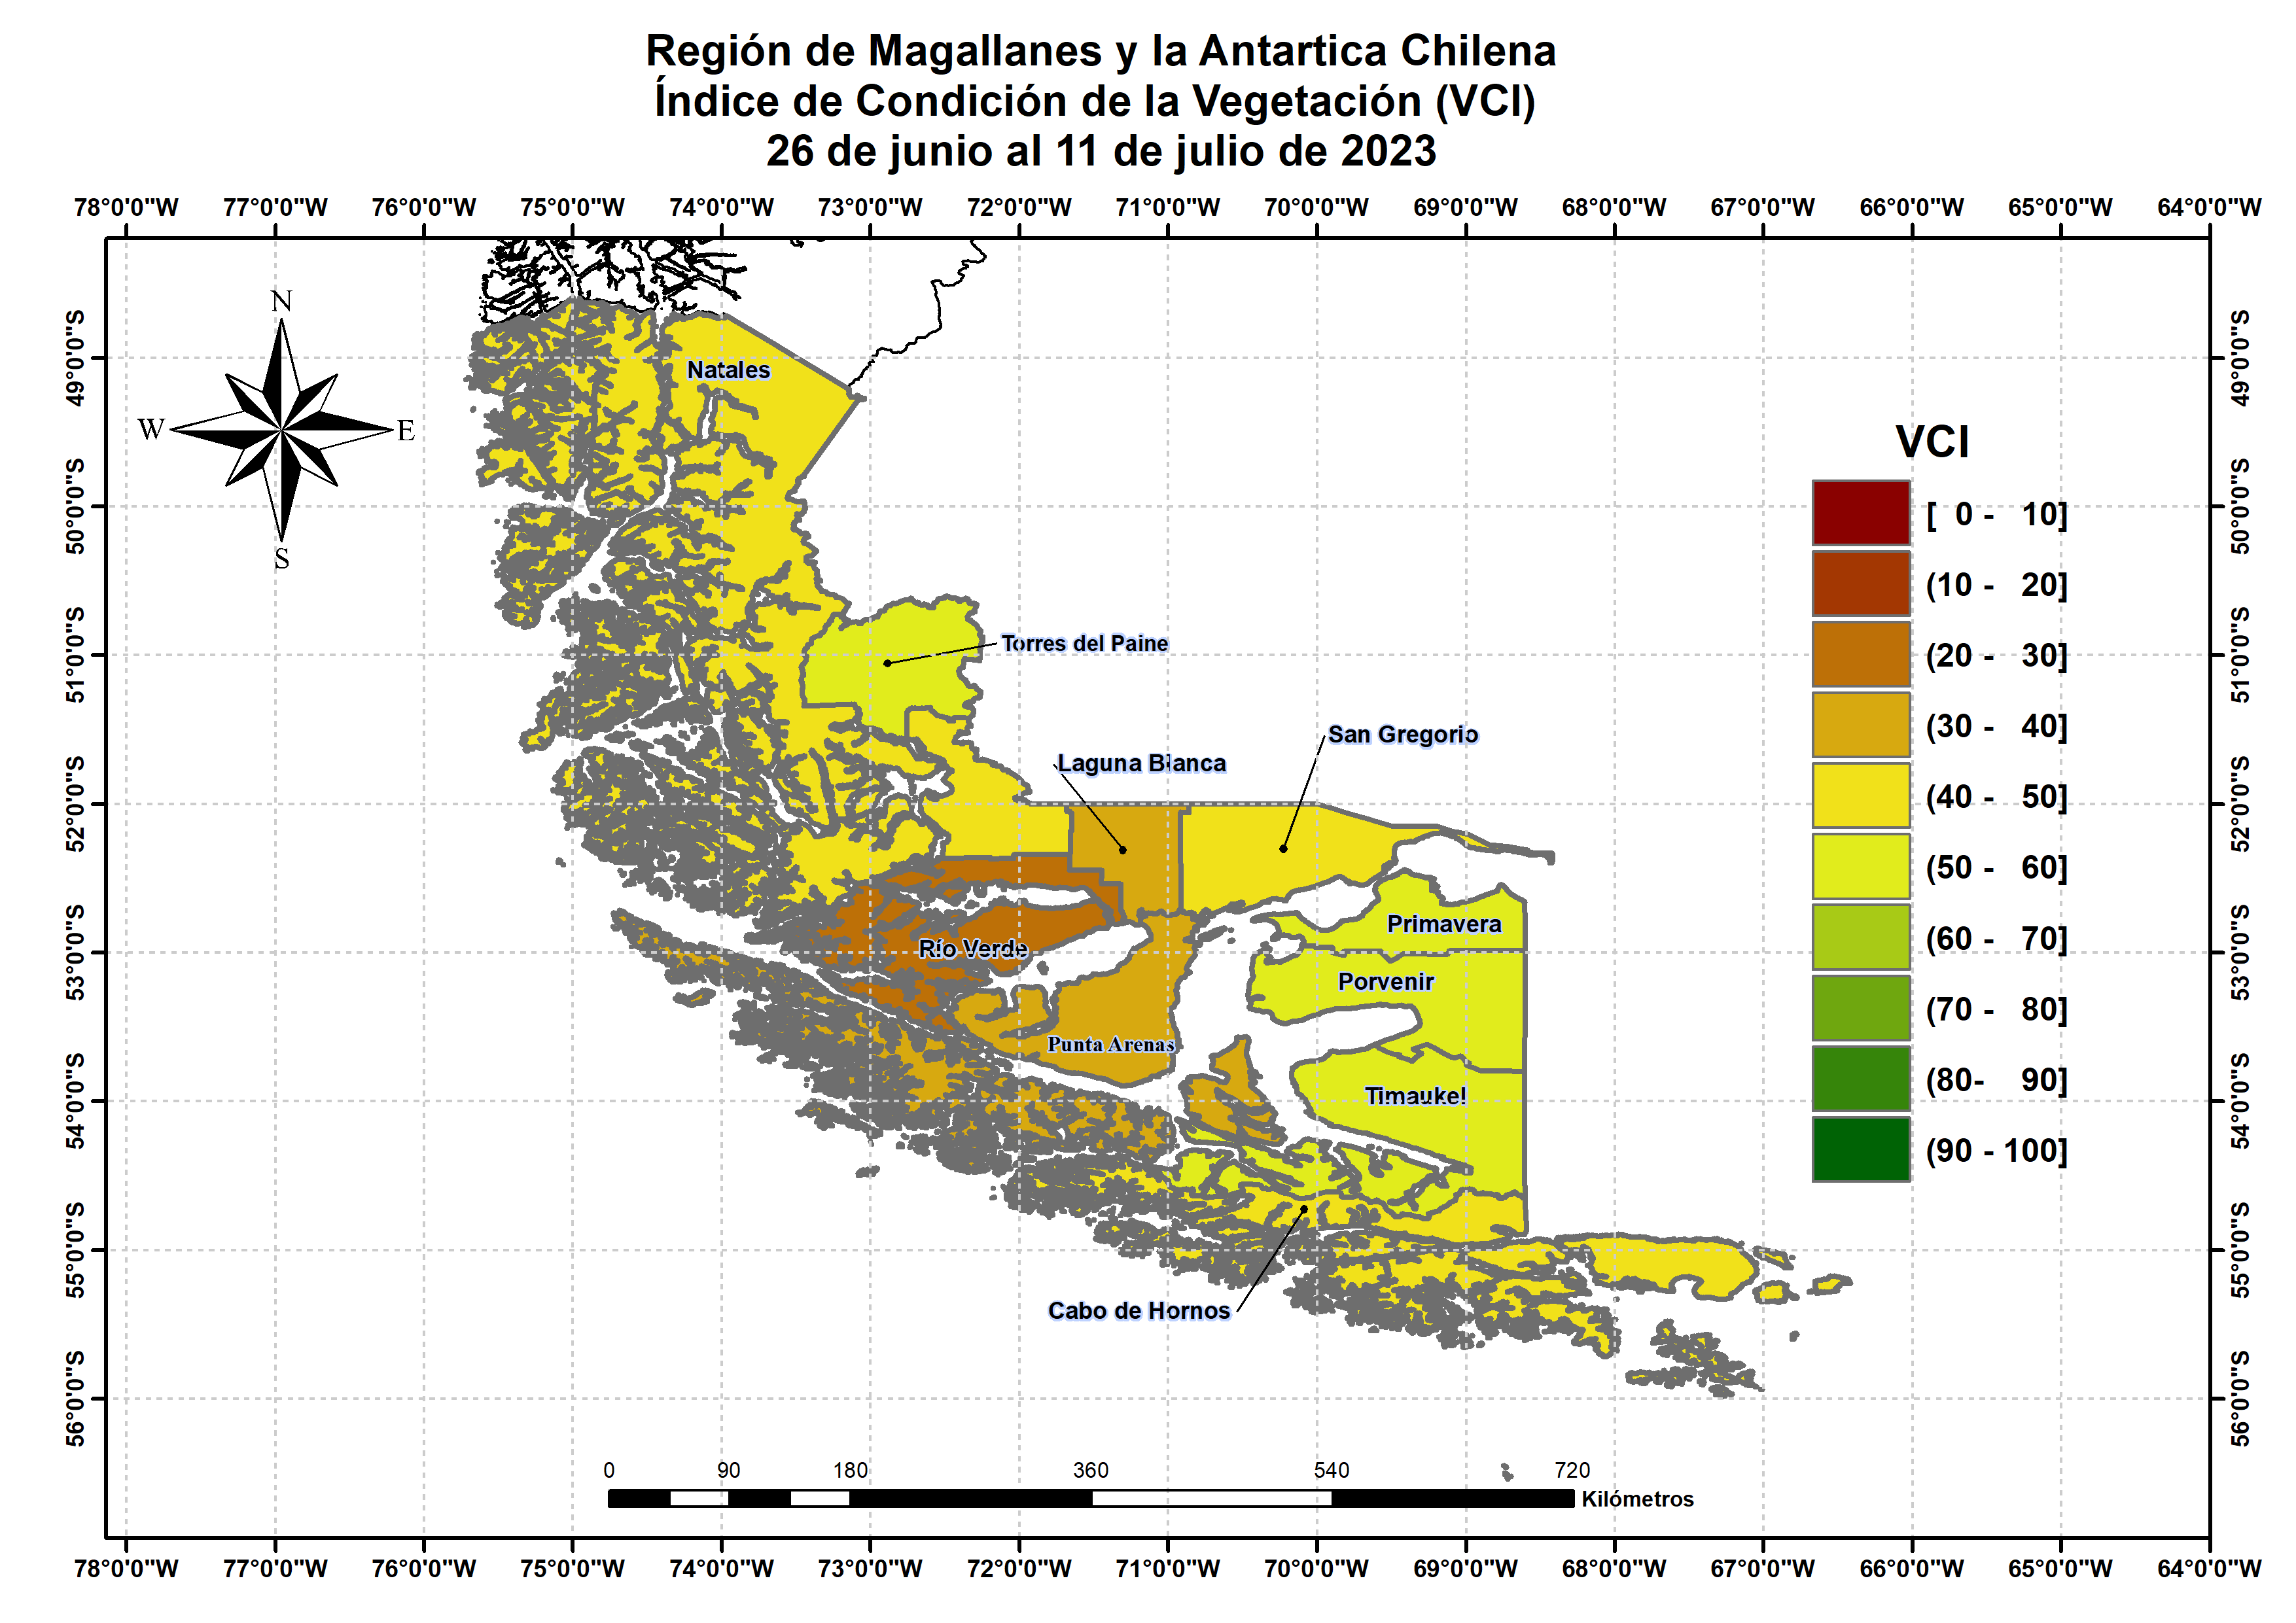 Región de Magallanes y la Antartica Chilena
Índice de Condición de la Vegetación (VCI)
26 de junio al 11 de julio de 2023
78°0'0"W 77°0'0"W 76°0'0"W 75°0'0"W 74°0'0"W 73°0'0"W 72°0'0"W 71°0'0"W 70°0'0"W 69°0'0"W 68°0'0"W 67°0'0"W 66°0'0"W 65°0'0"W 64°0'0"W
N
W E
S
49°0'0"S 49°0'0"S
50°0'0"S 50°0'0"S
51°0'0"S 51°0'0"S
52°0'0"S 52°0'0"S
53°0'0"S 53°0'0"S
54°0'0"S 54°0'0"S
55°0'0"S 55°0'0"S
56°0'0"S 56°0'0"S
Natales
Torres del Paine
San Gregorio
Laguna Blanca
Primavera
Río Verde
Porvenir
Punta Arenas
Timaukel
Cabo de Hornos
VCI
[ 0 - 10]
(10 - 20]
(20 - 30]
(30 - 40]
(40 - 50]
(50 - 60]
(60 - 70]
(70 - 80]
(80- 90]
(90 - 100]
0 90 180 360 540 720
Kilómetros
78°0'0"W 77°0'0"W 76°0'0"W 75°0'0"W 74°0'0"W 73°0'0"W 72°0'0"W 71°0'0"W 70°0'0"W 69°0'0"W 68°0'0"W 67°0'0"W 66°0'0"W 65°0'0"W 64°0'0"W